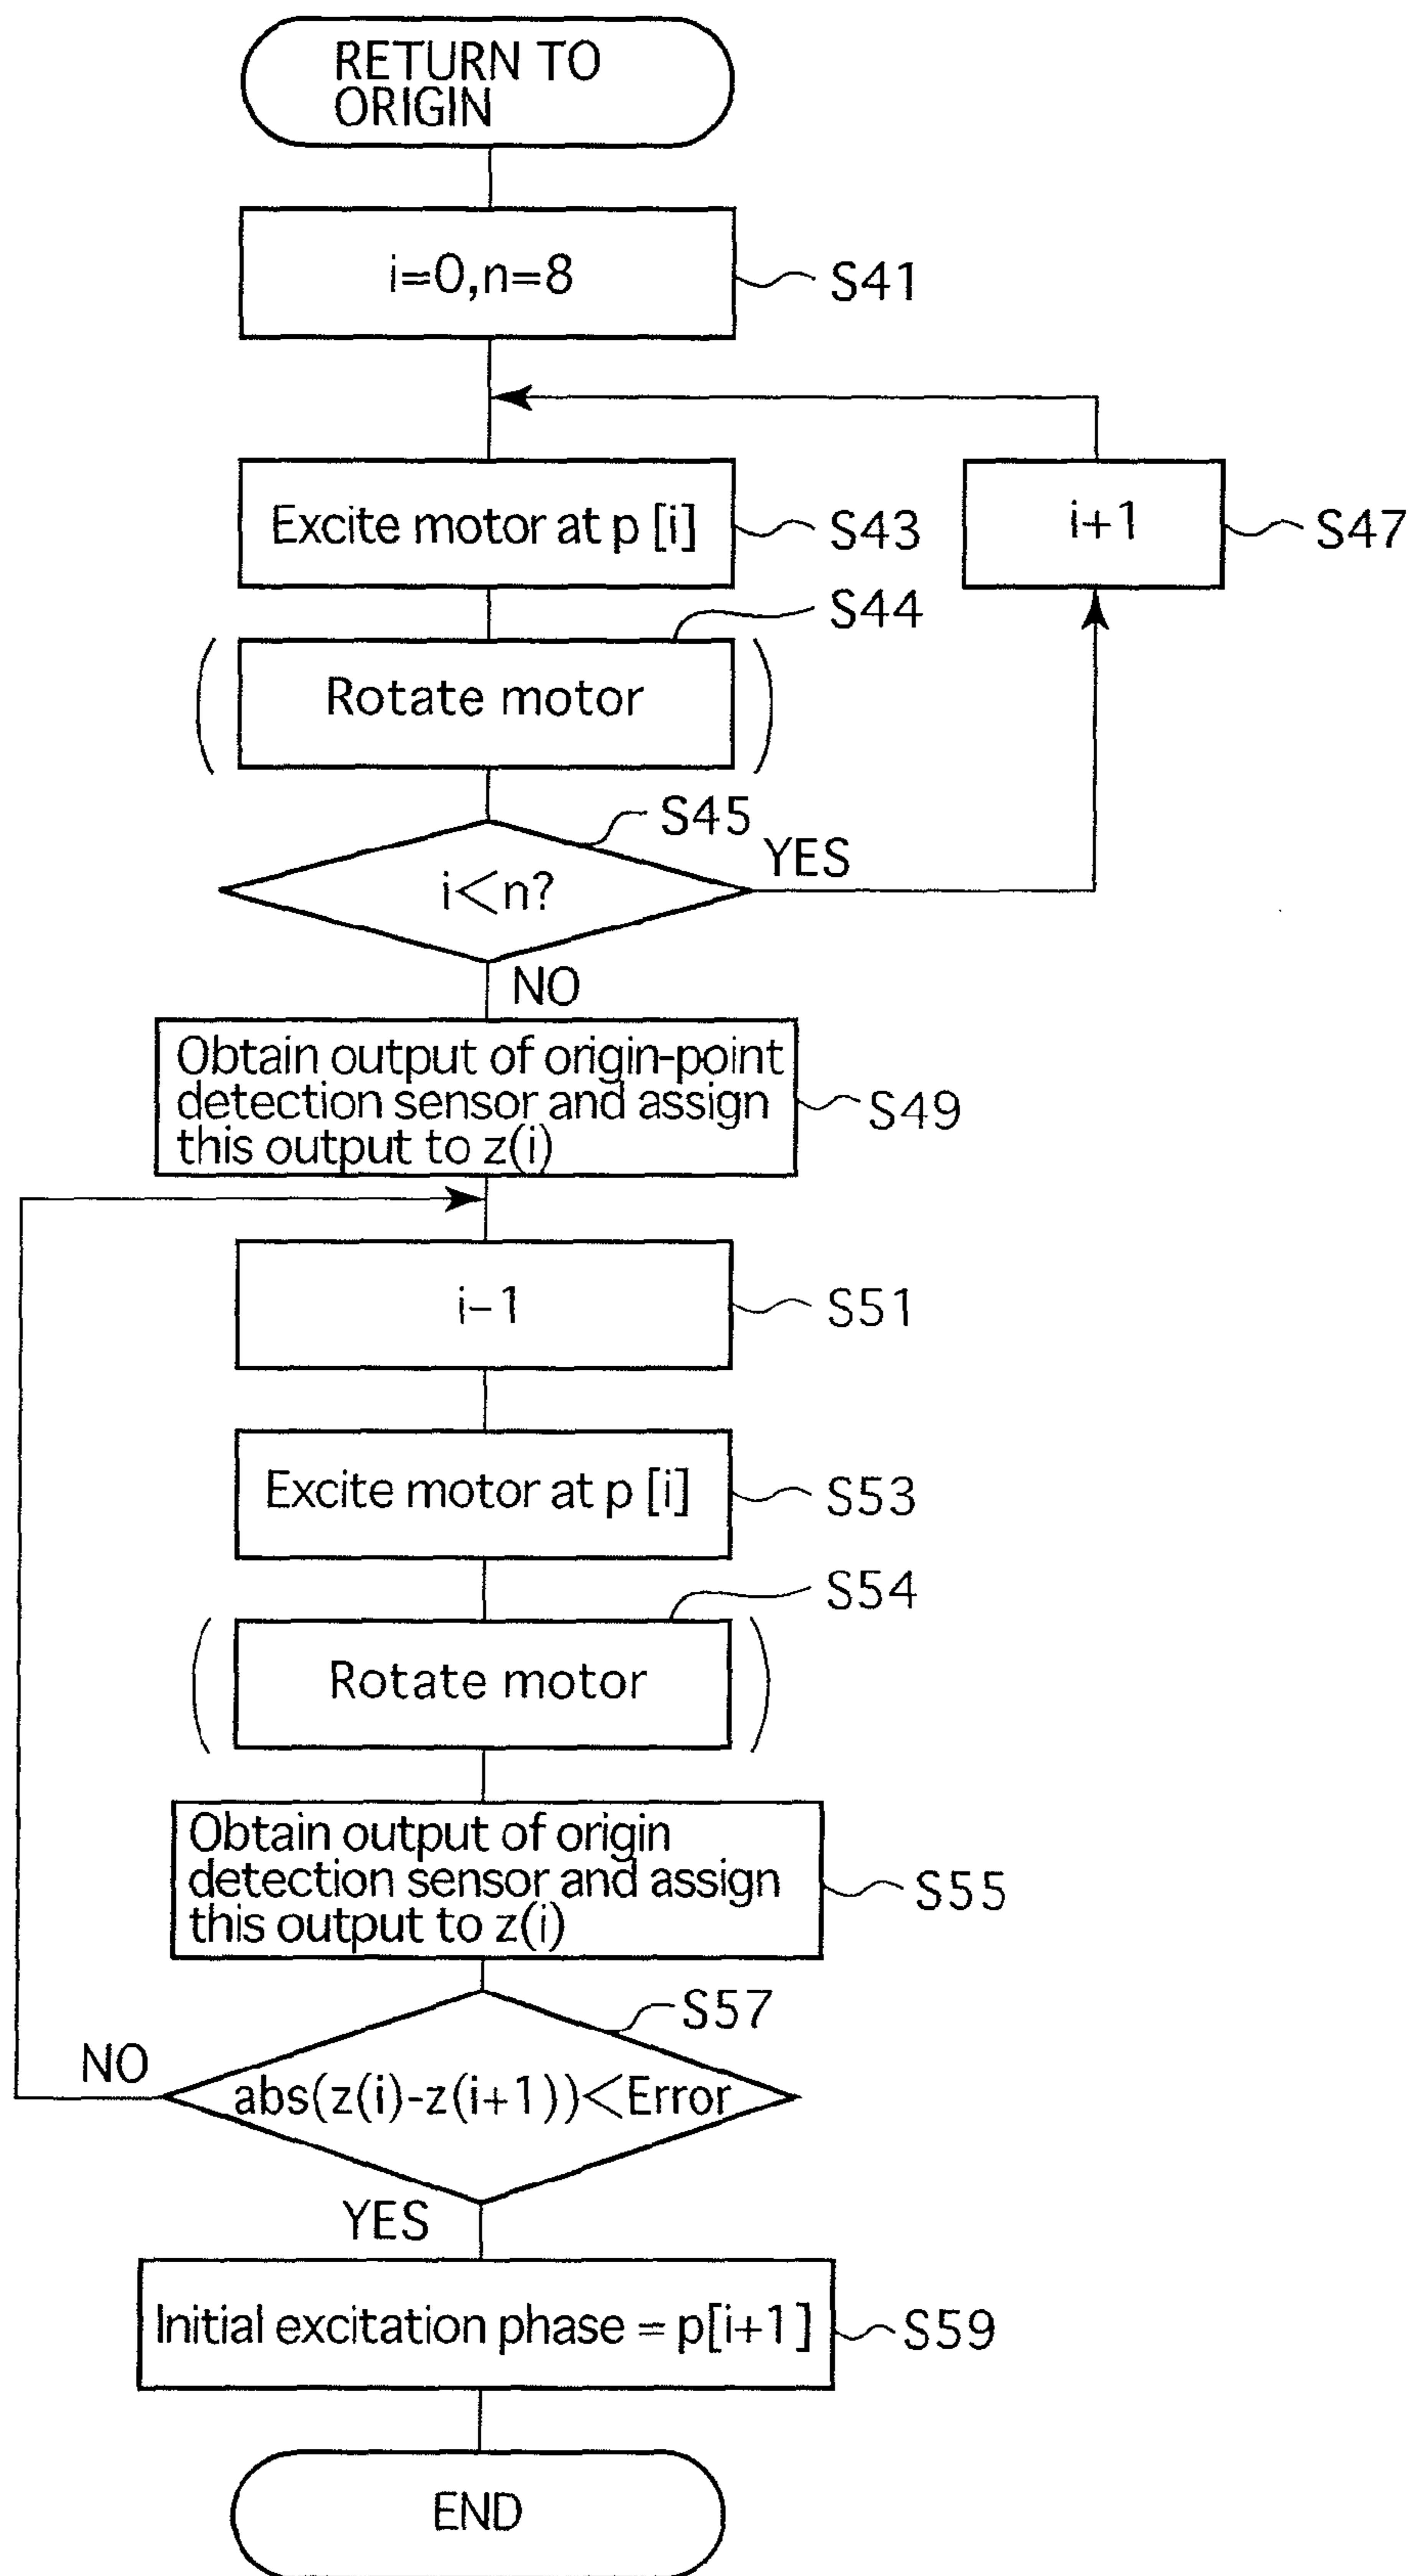 RETURN TO
ORIGIN
i=0,n=8
S41
Excite motor at p [i]
S43
i+1
S47
S44
Rotate motor
S45
YES
i<n?
NO
Obtain output of origin-point
detection sensor and assign
this output to z(i)
S49
i-1
S51
Excite motor at p [i]
S53
S54
Rotate motor
Obtain output of origin
detection sensor and assign
this output to z(i)
S55
S57
NO
abs(z(i)-z(i+1))<Error
YES
Initial excitation phase = p[i+1]
S59
END